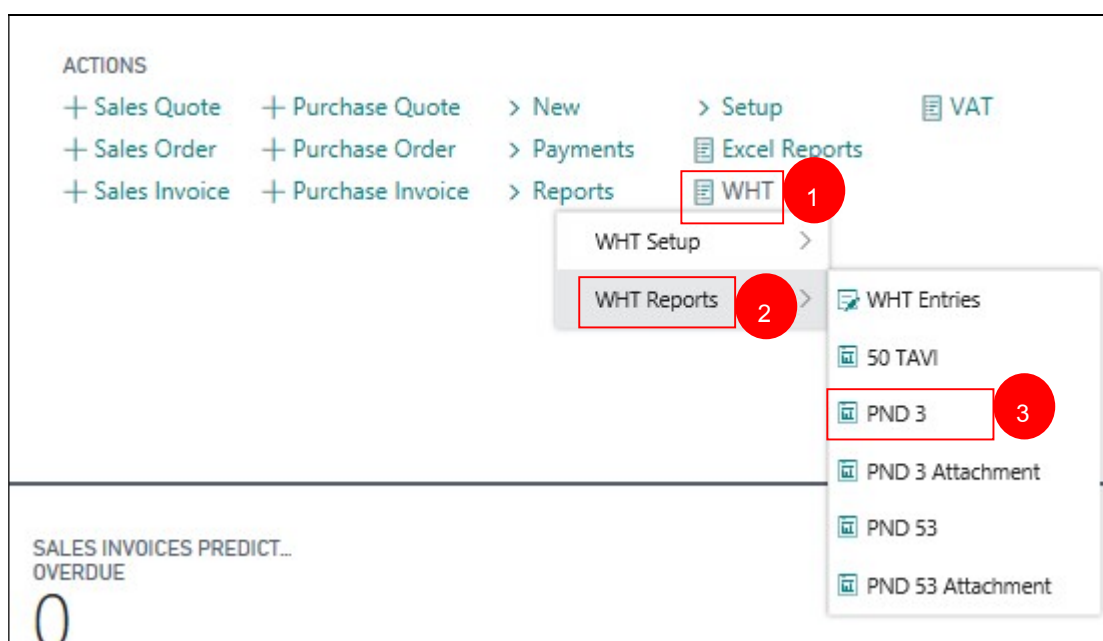 ACTIONS
+ Sales Quote + Purchase Quote > New > Setup VAT
+ Sales Order + Purchase Order > Payments Excel Reports
+ Sales Invoice + Purchase Invoice > Reports WHT 1
WHT Setup >
WHT Reports 2 > WHT Entries
50 TAVI
PND 3 3
PND 3 Attachment
PND 53
PND 53 Attachment
SALES INVOICES PREDICT...
OVERDUE
0